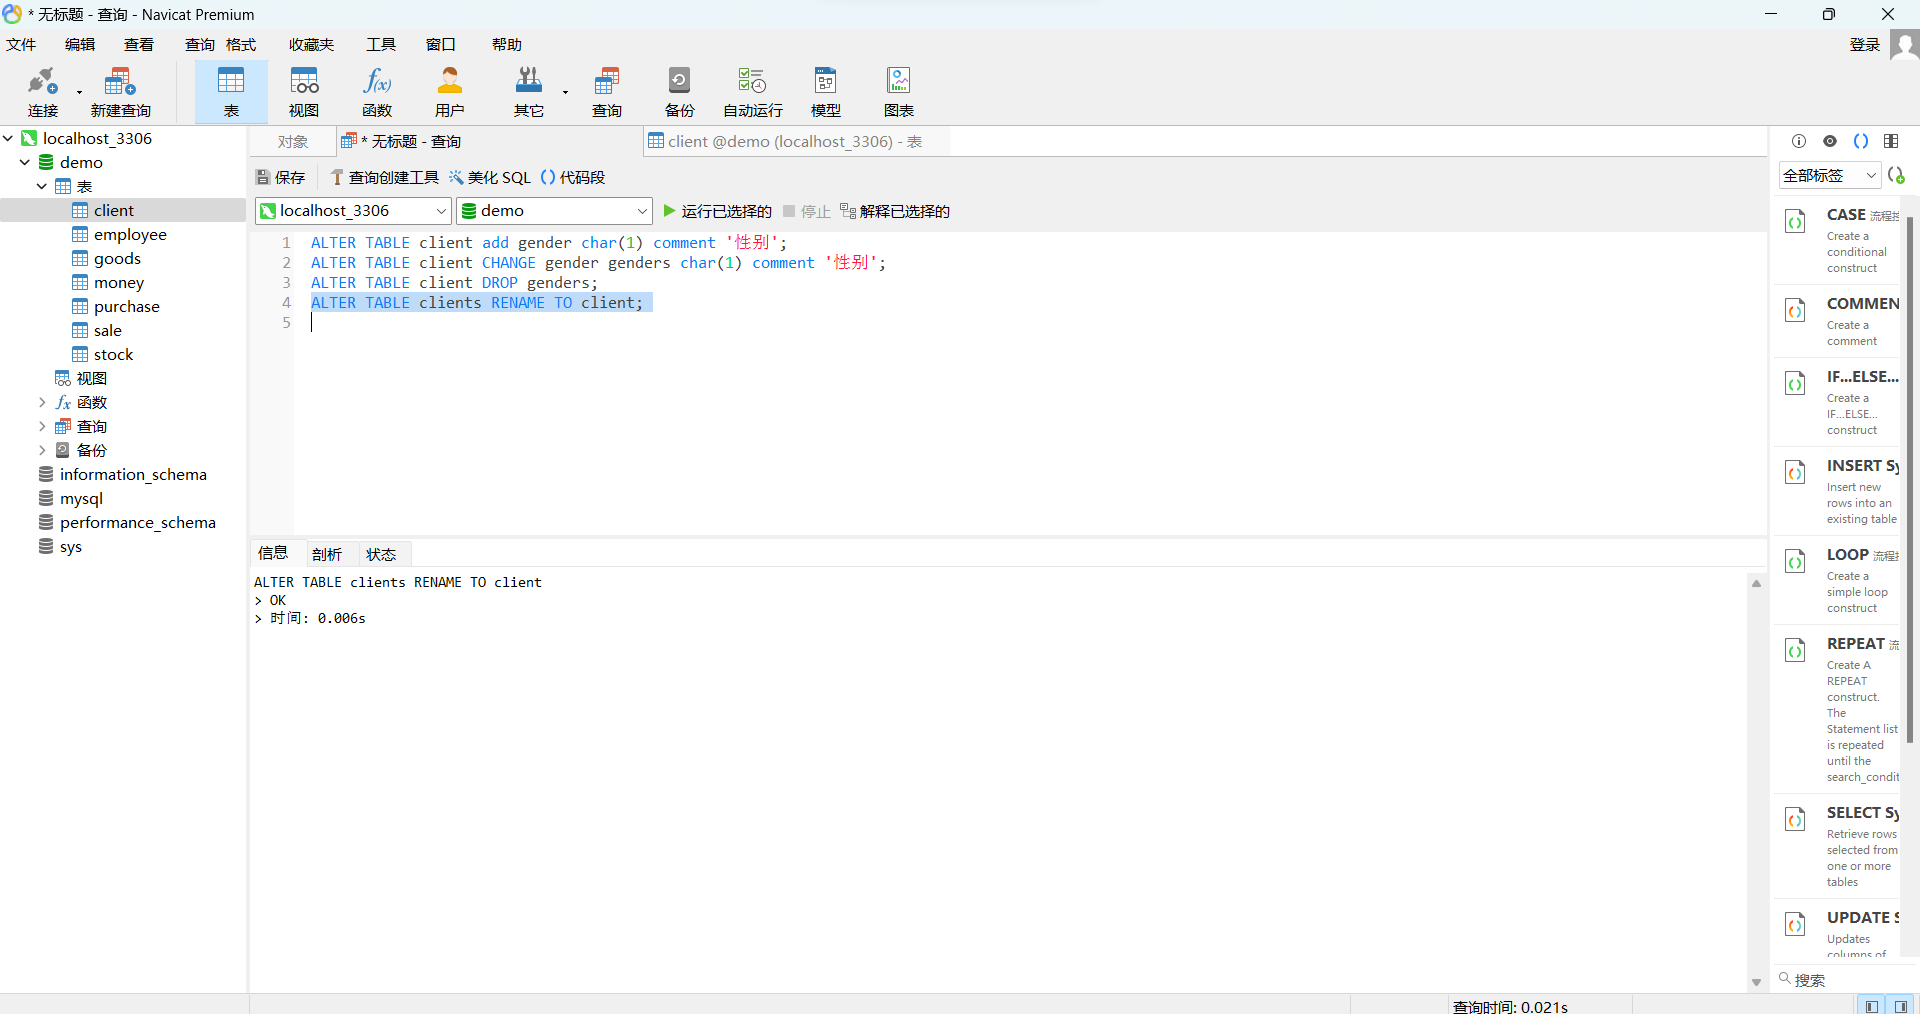 * 无标题 - 查询 - Navicat Premium
文件 编辑 查看 查询 格式 收藏夹 工具 窗口 帮助 登录
连接 新建查询 表 视图 函数 用户 其它 查询 备份 自动运行 模型 图表
localhost_3306
demo
表
client
employee
goods
money
purchase
sale
stock
视图
函数
查询
备份
information_schema
mysql
performance_schema
sys
对象 * 无标题 - 查询 client @demo (localhost_3306) - 表
保存 查询创建工具 美化 SQL 代码段
localhost_3306 demo 运行已选择的 停止 解释已选择的
1 ALTER TABLE client add gender char(1) comment '性别';
2 ALTER TABLE client CHANGE gender genders char(1) comment '性别';
3 ALTER TABLE client DROP genders;
4 ALTER TABLE clients RENAME TO client;
5
信息 剖析 状态
ALTER TABLE clients RENAME TO client
> OK
> 时间: 0.006s
全部标签
CASE 流程控
Create a
conditional
construct
COMMEN
Create a
comment
IF...ELSE...
Create a
IF...ELSE...
construct
INSERT Sy
Insert new
rows into an
existing table
LOOP 流程控
Create a
simple loop
construct
REPEAT 流
Create A
REPEAT
construct.
The
Statement list
is repeated
until the
search_condit
SELECT Sy
Retrieve rows
selected from
one or more
tables
UPDATE S
Updates
columns of
搜索
查询时间: 0.021s